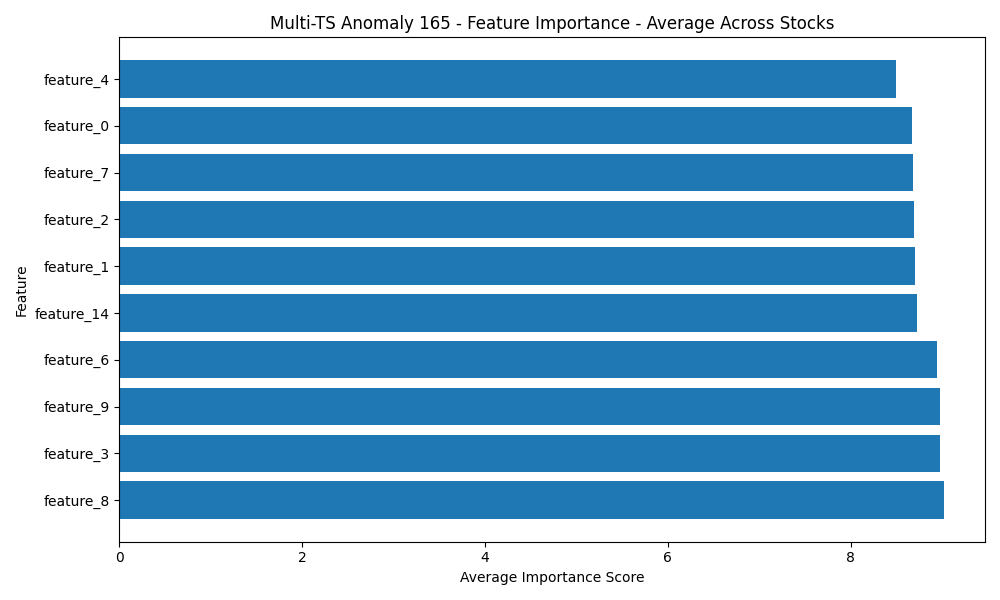 Multi-TS Anomaly 165 - Feature Importance - Average Across Stocks
feature_4
feature_0
feature_7
feature_2
feature_1
feature_14
feature_6
feature_9
feature_3
feature_8
Feature
0 2 4 6 8
Average Importance Score